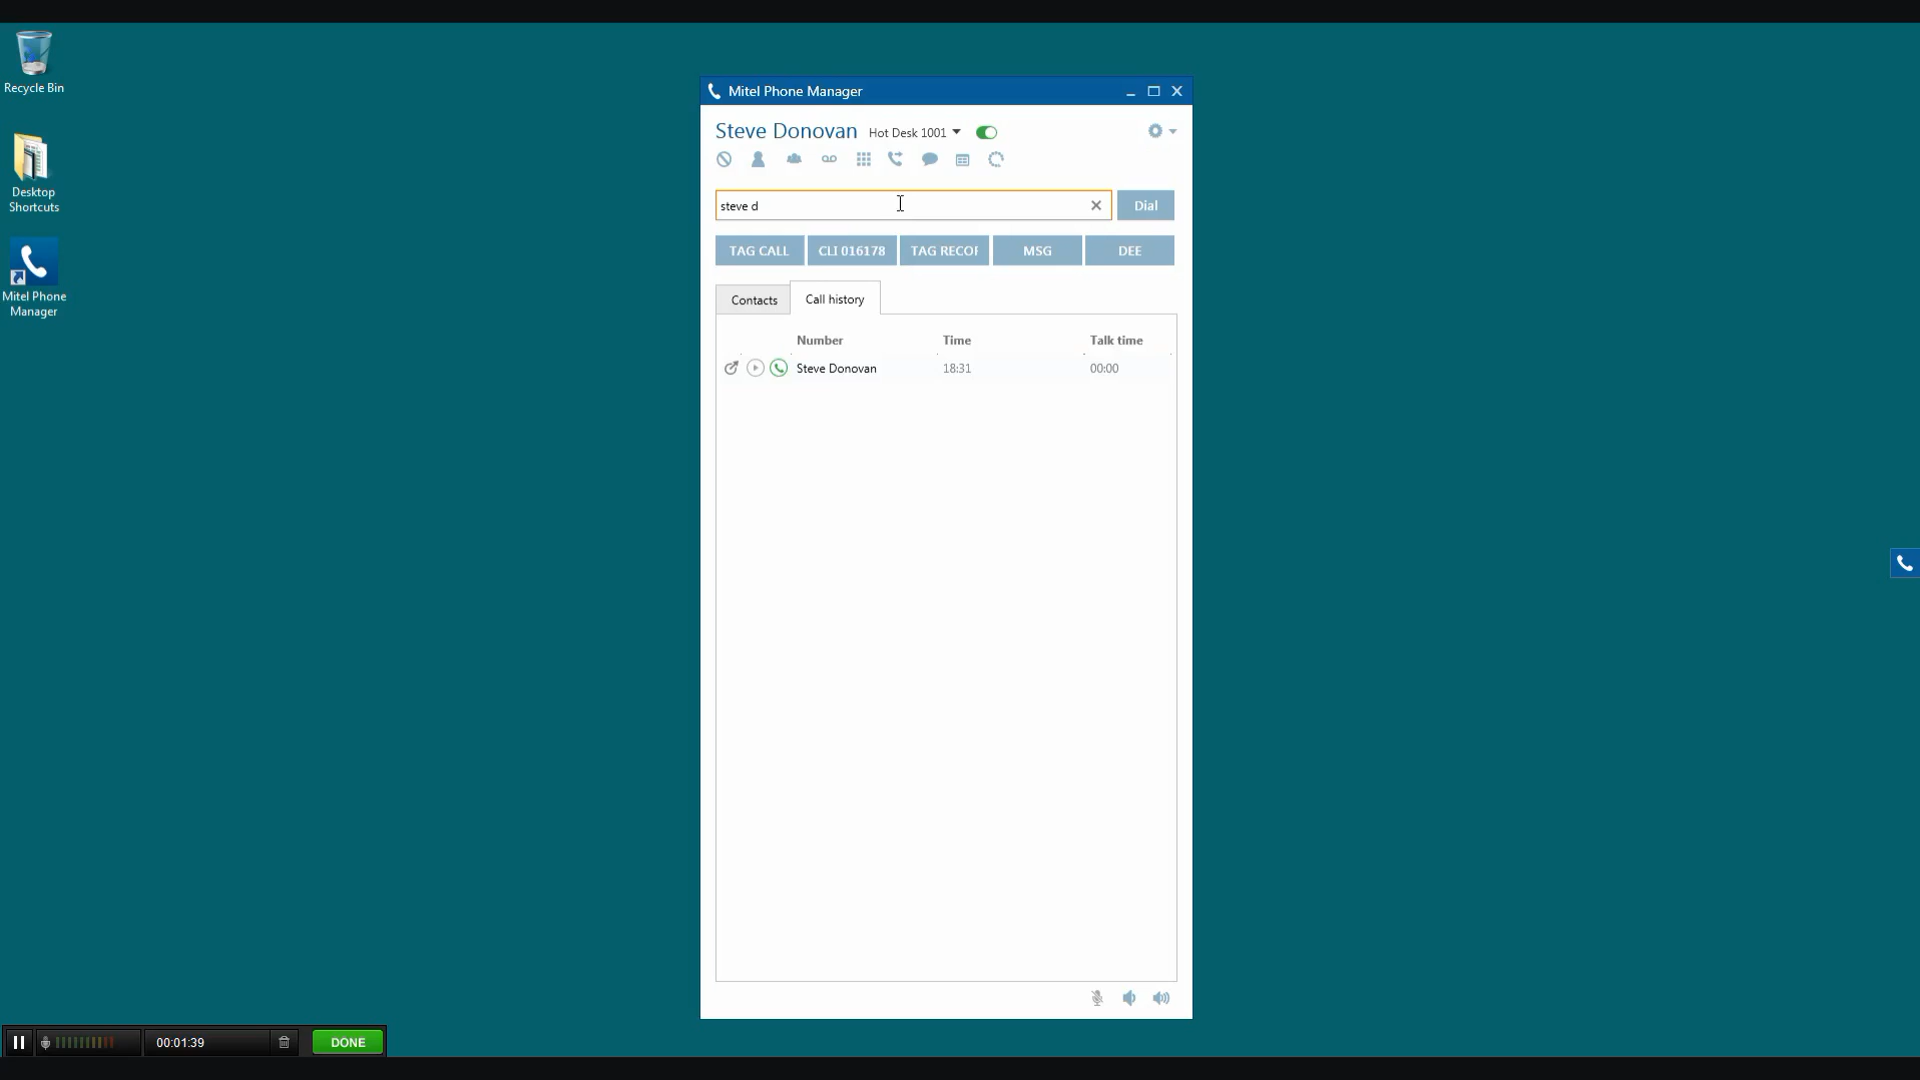 Recycle Bin
Desktop
Shortcuts
Mitel Phone
Manager
Mitel Phone Manager
Steve Donovan Hot Desk 1001
steve d
Dial
TAG CALL CLI 016178 TAG RECOF MSG DEE
Contacts Call history
Number Time Talk time
Steve Donovan 18:31 00:00
00:01:39 DONE